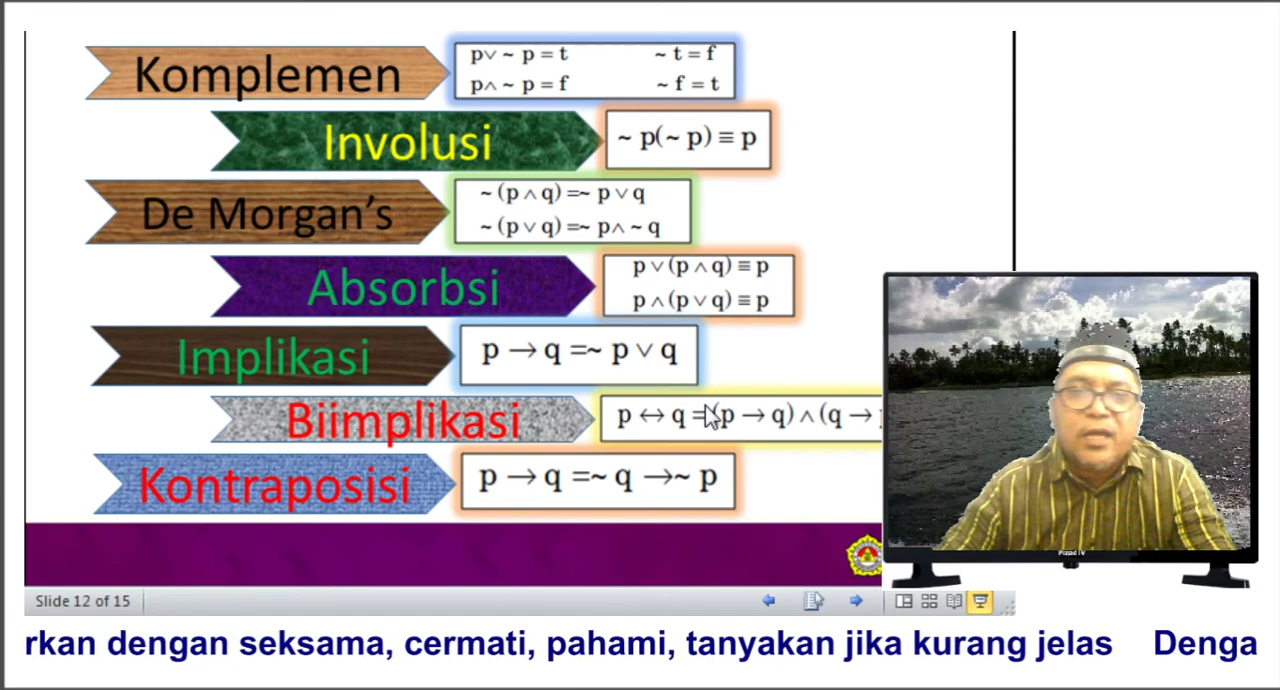 Komplemen
p∨ ~ p = t ~ t = f
p∧ ~ p = f ~ f = t
Involusi
~ p(~ p) ≡ p
De Morgan’s
~ (p ∧ q) =~ p ∨ q
~ (p ∨ q) =~ p∧ ~ q
Absorbsi
p ∨ (p ∧ q) ≡ p
p ∧ (p ∨ q) ≡ p
Implikasi
p → q =~ p ∨ q
Biimplikasi
p ↔ q = (p → q) ∧ (q →
Kontraposisi
p → q =~ q →~ p
Slide 12 of 15
rkan dengan seksama, cermati, pahami, tanyakan jika kurang jelas Denga